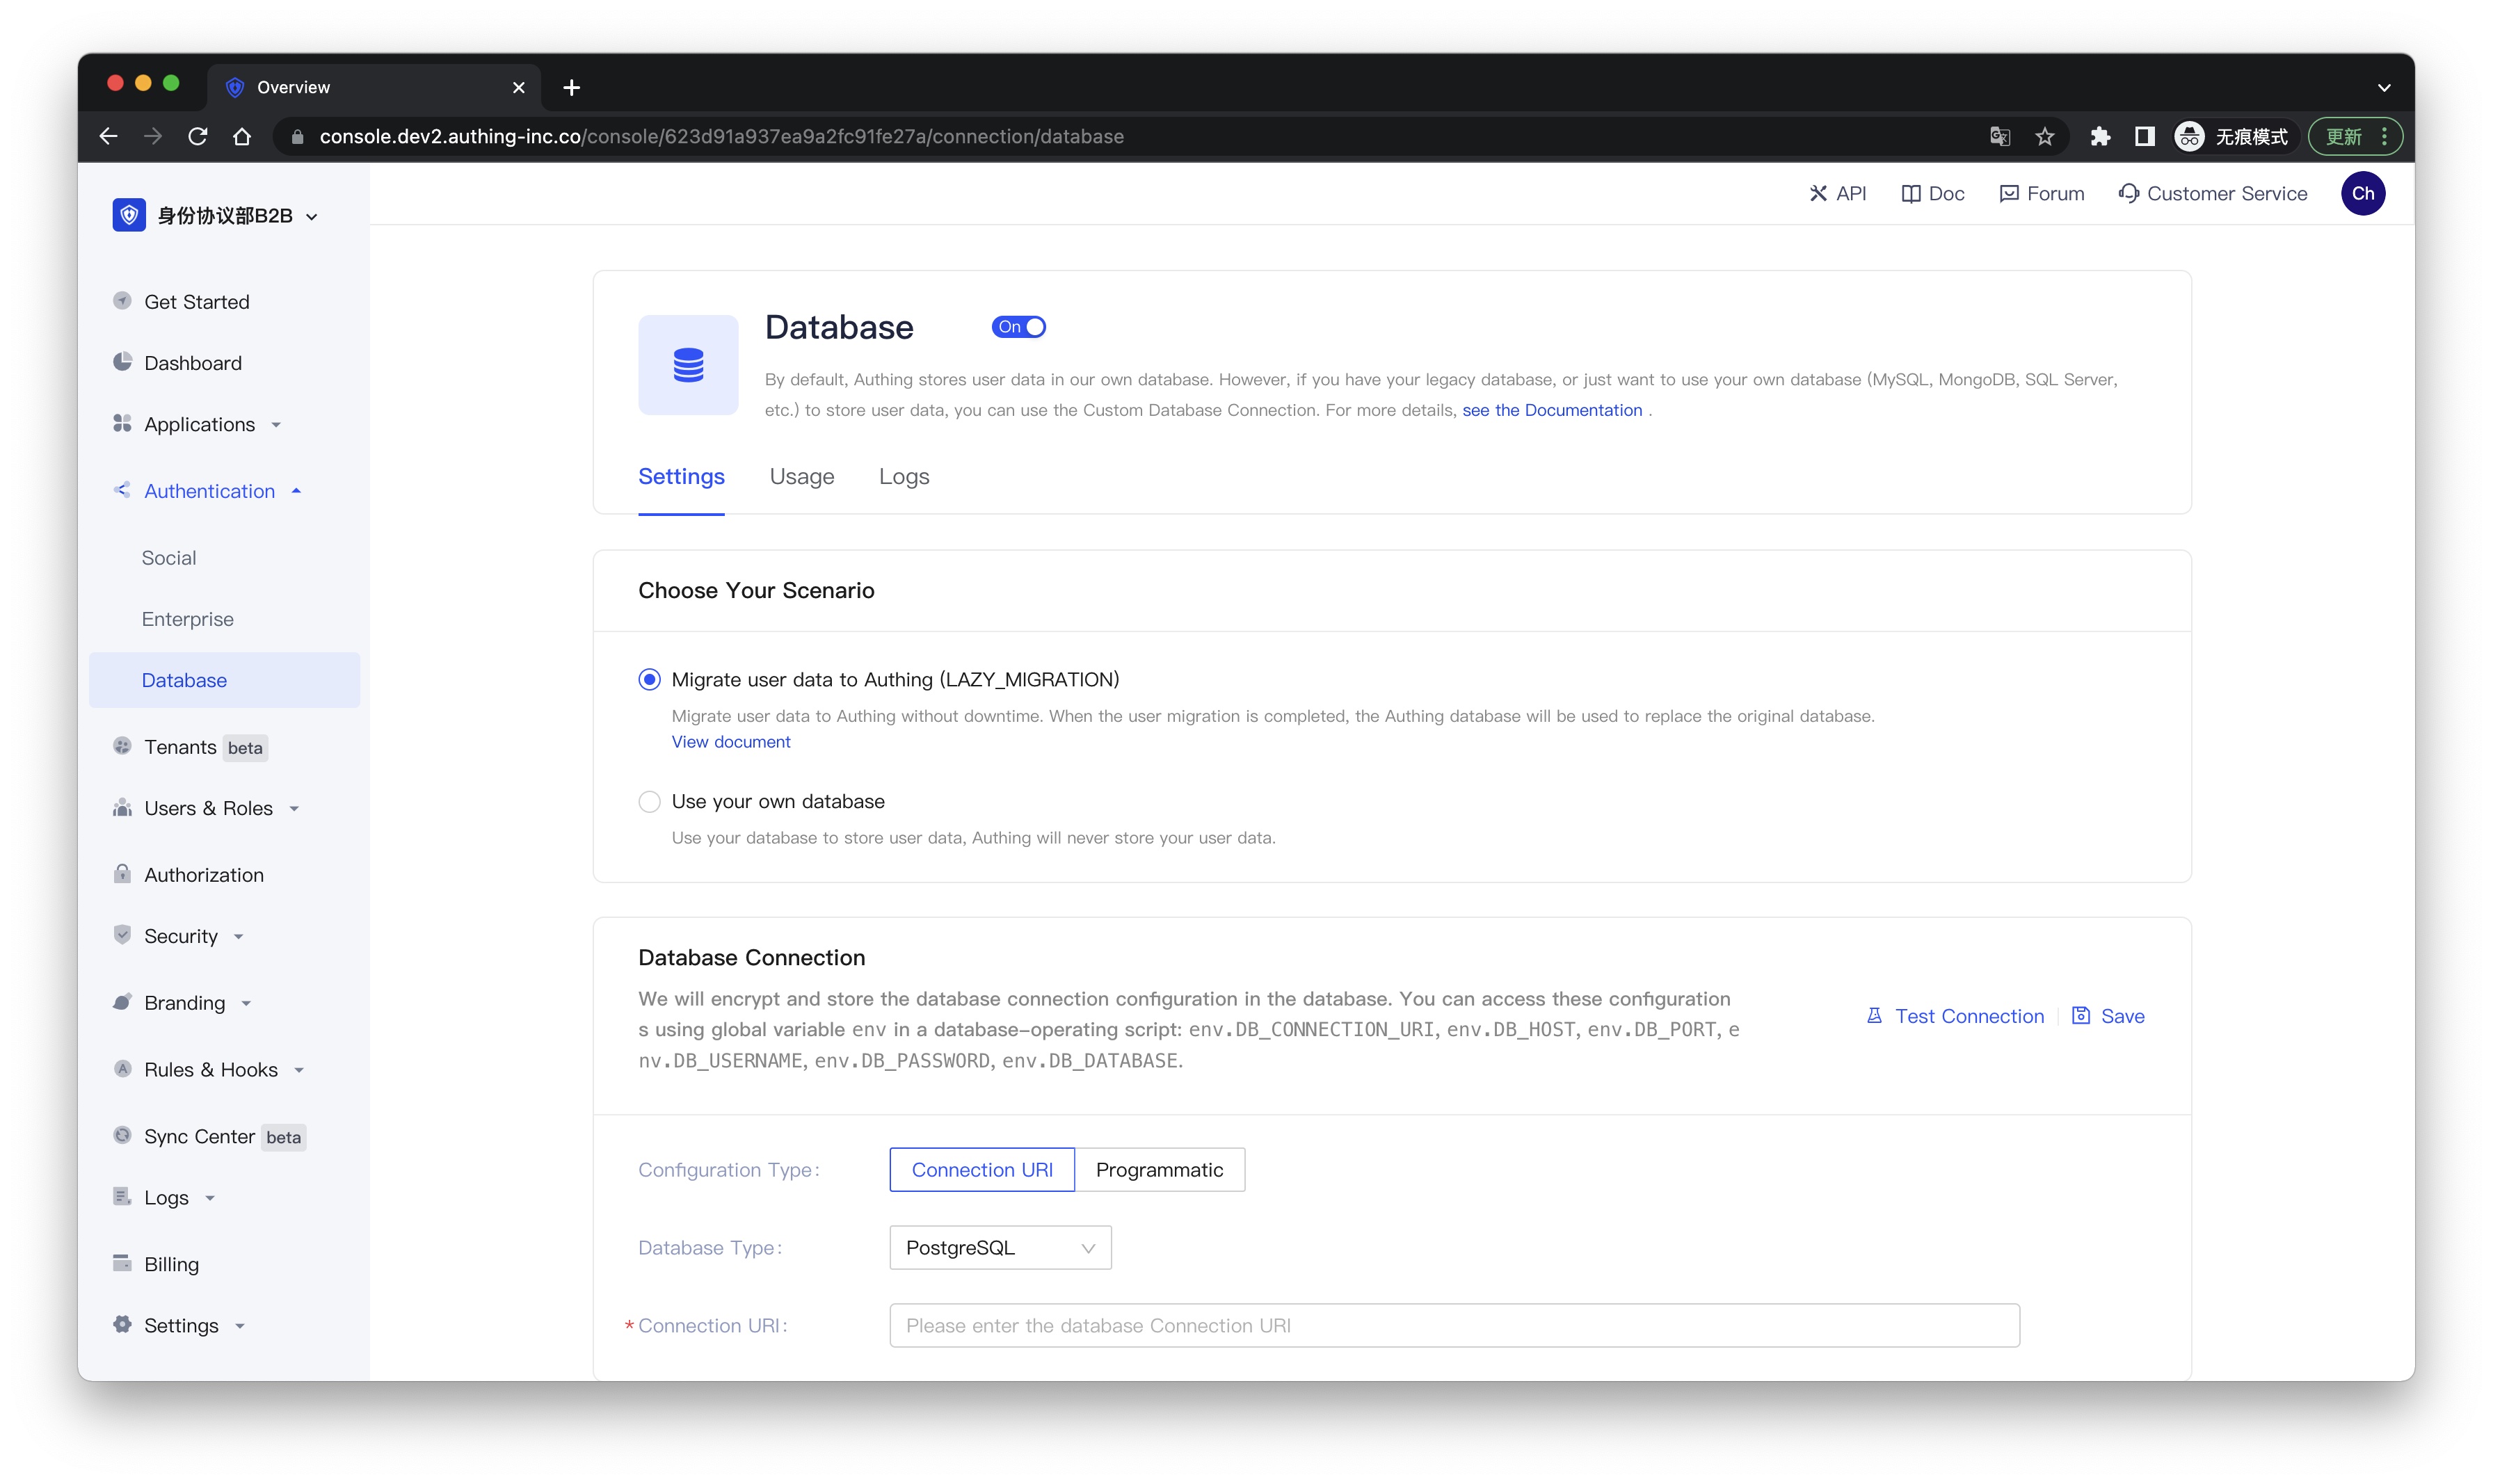 Overview
console.dev2.authing-inc.co/console/623d91a937ea9a2fc91fe27a/connection/database
无痕模式
更新
身份协议部B2B
API
Doc
Forum
Customer Service
Ch
Get Started
Dashboard
Applications
Authentication
Social
Enterprise
Database
Tenants beta
Users & Roles
Authorization
Security
Branding
Rules & Hooks
Sync Center beta
Logs
Billing
Settings
Database
On
By default, Authing stores user data in our own database. However, if you have your legacy database, or just want to use your own database (MySQL, MongoDB, SQL Server,
etc.) to store user data, you can use the Custom Database Connection. For more details, see the Documentation .
Settings
Usage
Logs
Choose Your Scenario
Migrate user data to Authing (LAZY_MIGRATION)
Migrate user data to Authing without downtime. When the user migration is completed, the Authing database will be used to replace the original database.
View document
Use your own database
Use your database to store user data, Authing will never store your user data.
Database Connection
We will encrypt and store the database connection configuration in the database. You can access these configuration
s using global variable env in a database-operating script: env.DB_CONNECTION_URI, env.DB_HOST, env.DB_PORT, e
nv.DB_USERNAME, env.DB_PASSWORD, env.DB_DATABASE.
Test Connection
Save
Configuration Type:
Connection URI
Programmatic
Database Type:
PostgreSQL
* Connection URI:
Please enter the database Connection URI